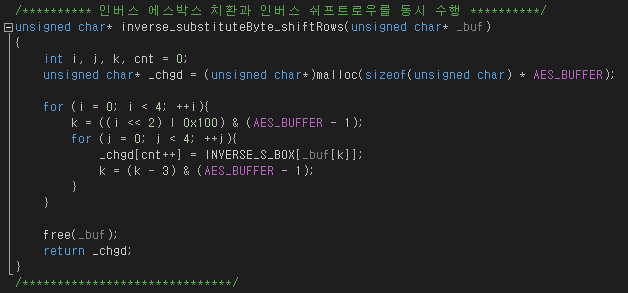 /********** 인버스 에스박스 치환과 인버스 쉬프트로우를 동시 수행 **********/
unsigned char* inverse_substituteByte_shiftRows(unsigned char* _buf)
{
    int i, j, k, cnt = 0;
    unsigned char* _chgd = (unsigned char*)malloc(sizeof(unsigned char) * AES_BUFFER);

    for (i = 0; i < 4; ++i){
        k = ((i << 2) | 0x100) & (AES_BUFFER - 1);
        for (j = 0; j < 4; ++j){
            _chgd[cnt++] = INVERSE_S_BOX[_buf[k]];
            k = (k - 3) & (AES_BUFFER - 1);
        }
    }

    free(_buf);
    return _chgd;
}
/******************************/